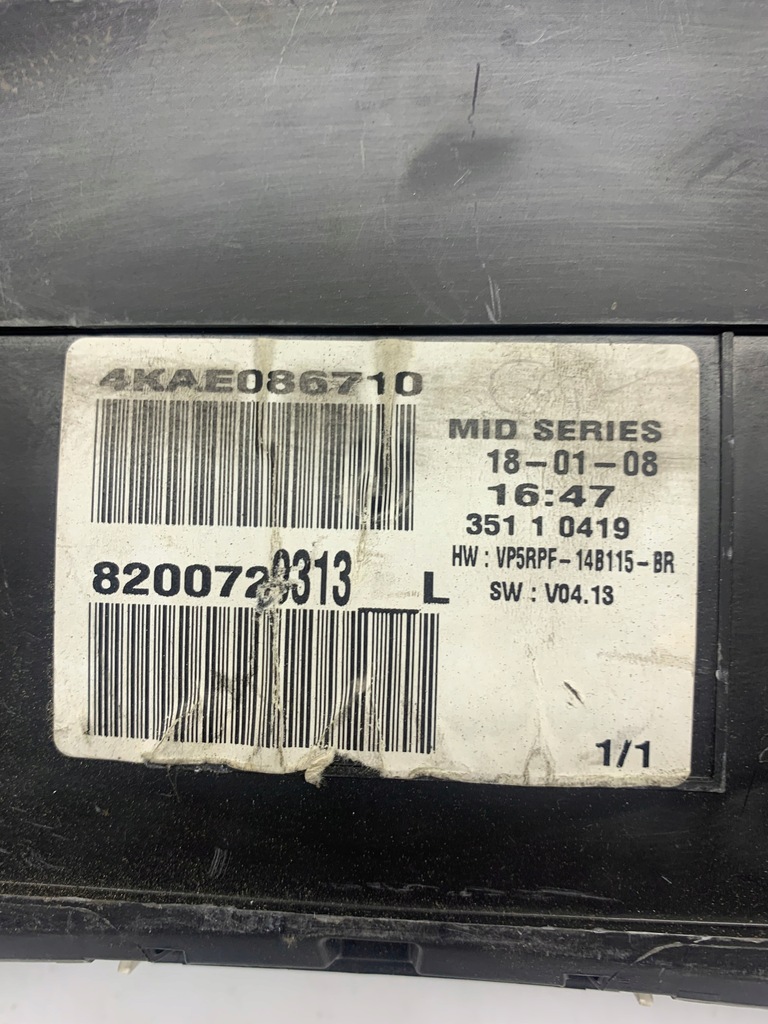 4KAE086710
MID SERIES
18-01-08
16:47
351 1 0419
HW : VP5RPF-14B115-BR
SW : V04.13
1/1